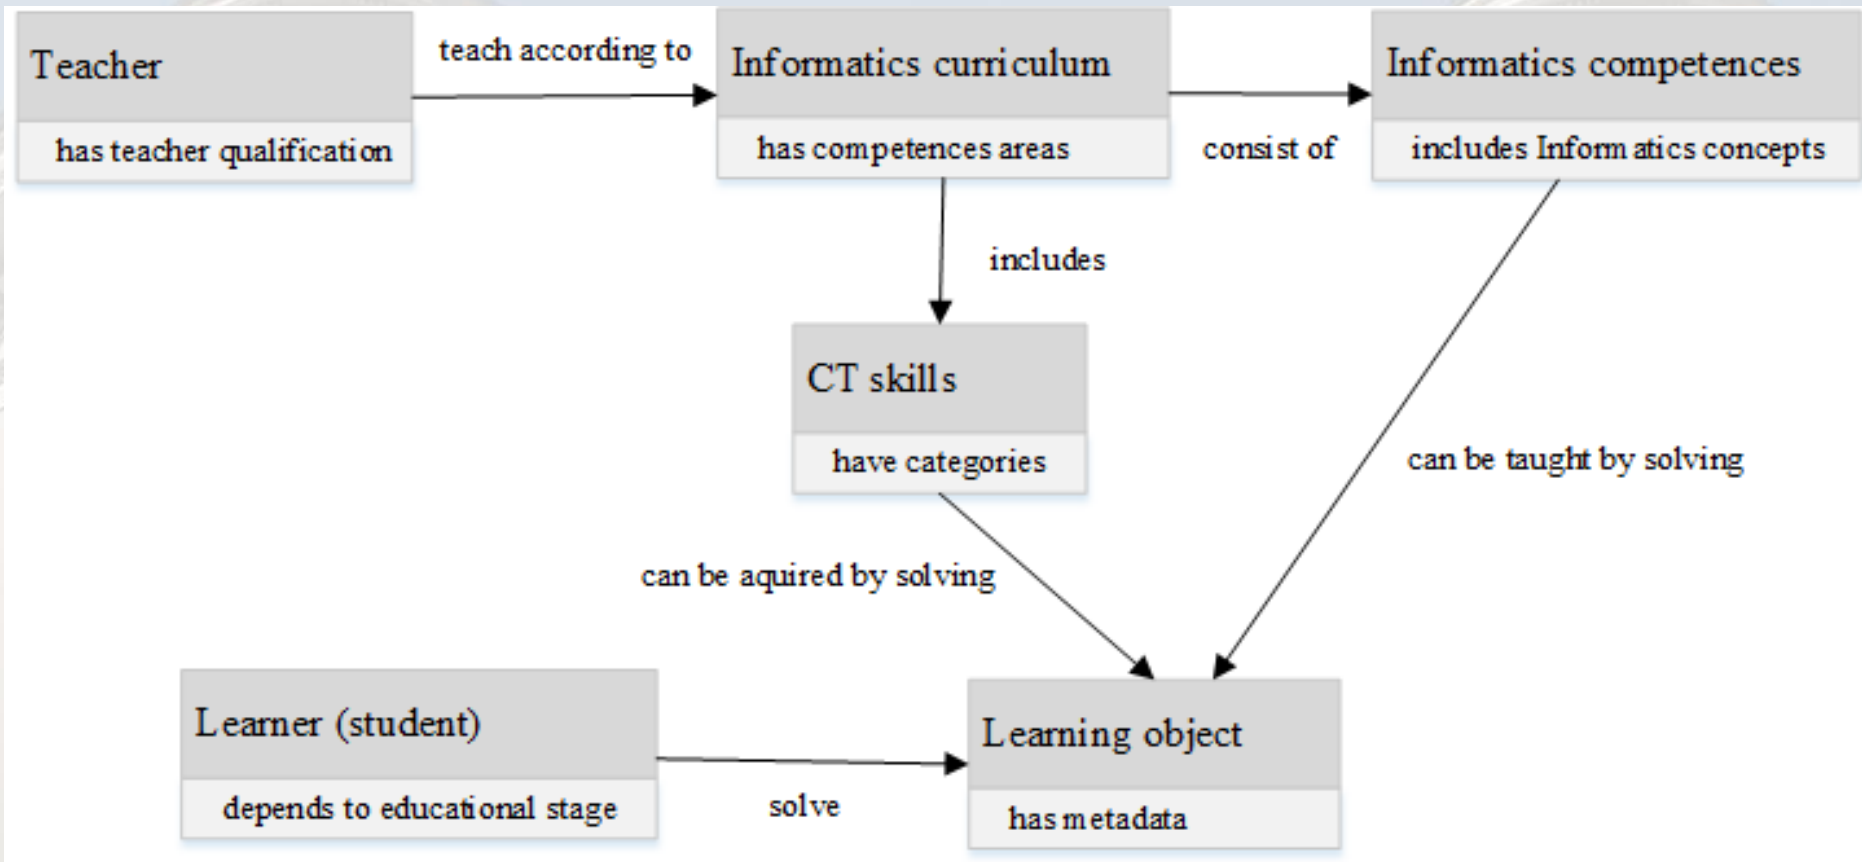 Teacher
has teacher qualification
teach according to
Informatics curriculum
has competences areas
consist of
Informatics competences
includes Informatics concepts
includes
CT skills
have categories
can be taught by solving
can be aquired by solving
Learner (student)
depends to educational stage
solve
Learning object
has metadata